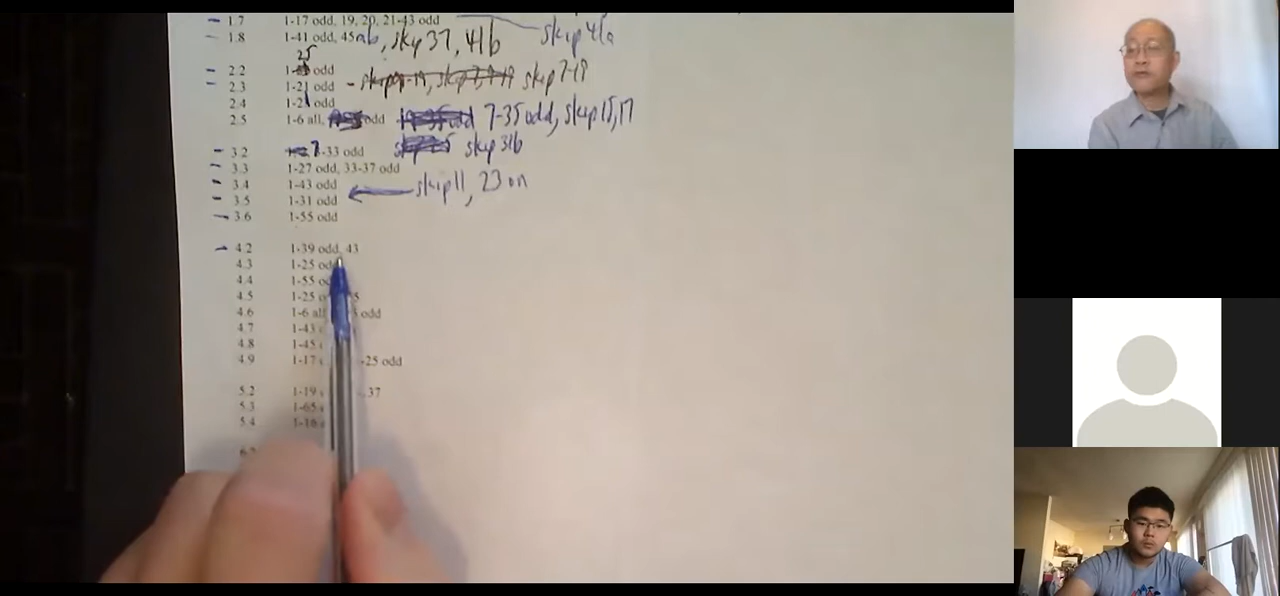 1.7 1-17 odd, 19, 20, 21-43 odd skip 41a
1.8 1-41 odd, 45ab, skip 37, 41b
25
2.2 1- odd
2.3 1-21 odd - skip 7-19
2.4 1-21 odd
2.5 1-6 all, odd 7-35 odd, skip 15, 17
3.2 7-33 odd skip 31b
3.3 1-27 odd, 33-37 odd
3.4 1-43 odd
skip 11, 23 on
3.5 1-31 odd
3.6 1-55 odd
4.2 1-39 odd, 43
4.3 1-25 od
4.4 1-55 o
4.5 1-25
4.6 1-6 all odd
4.7 1-43
4.8 1-45
4.9 1-17 -25 odd
5.2 1-19 37
5.3 1-65
5.4